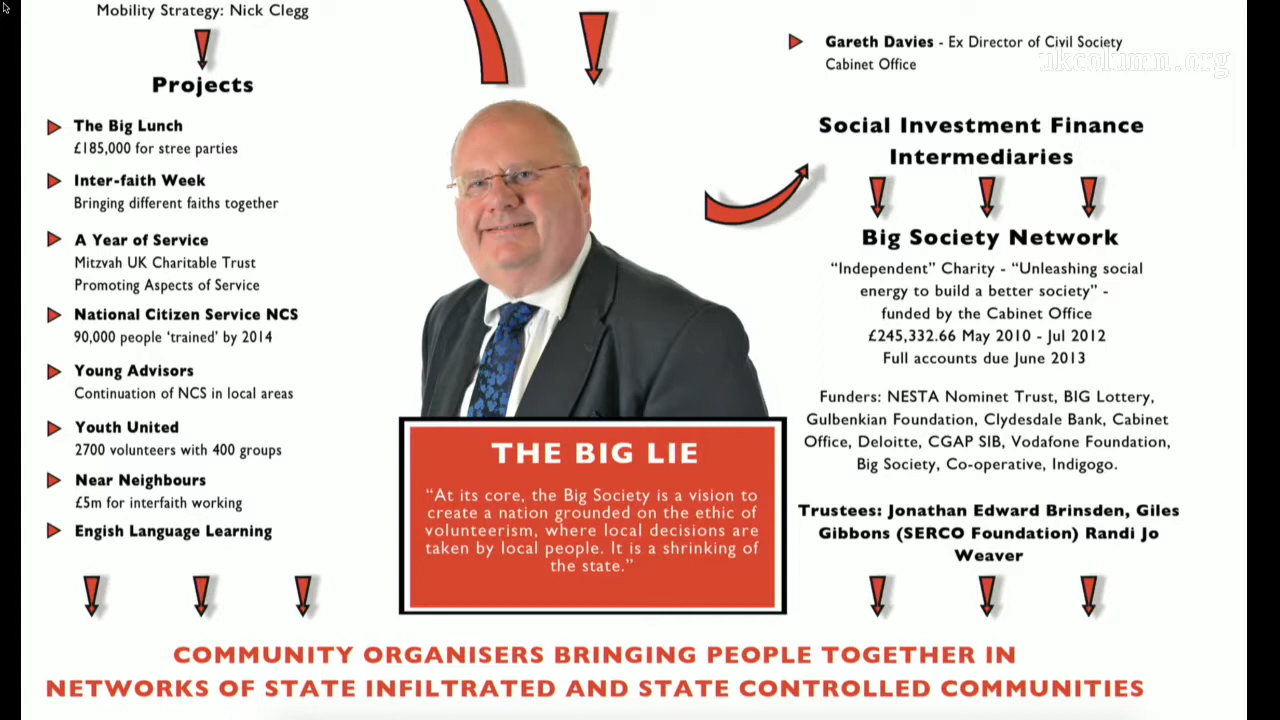 Mobility Strategy: Nick Clegg
Projects
The Big Lunch
£185,000 for stree parties
Inter-faith Week
Bringing different faiths together
A Year of Service
Mitzvah UK Charitable Trust
Promoting Aspects of Service
National Citizen Service NCS
90,000 people ‘trained’ by 2014
Young Advisors
Continuation of NCS in local areas
Youth United
2700 volunteers with 400 groups
Near Neighbours
£5m for interfaith working
Engish Language Learning
THE BIG LIE
“At its core, the Big Society is a vision to
create a nation grounded on the ethic of
volunteerism, where local decisions are
taken by local people. It is a shrinking of
the state.”
Gareth Davies - Ex Director of Civil Society
Cabinet Office
ukcolumn.org
Social Investment Finance
Intermediaries
Big Society Network
“Independent” Charity - “Unleashing social
energy to build a better society” -
funded by the Cabinet Office
£245,332.66 May 2010 - Jul 2012
Full accounts due June 2013
Funders: NESTA Nominet Trust, BIG Lottery,
Gulbenkian Foundation, Clydesdale Bank, Cabinet
Office, Deloitte, CGAP SIB, Vodafone Foundation,
Big Society, Co-operative, Indigogo.
Trustees: Jonathan Edward Brinsden, Giles
Gibbons (SERCO Foundation) Randi Jo
Weaver
COMMUNITY ORGANISERS BRINGING PEOPLE TOGETHER IN
NETWORKS OF STATE INFILTRATED AND STATE CONTROLLED COMMUNITIES